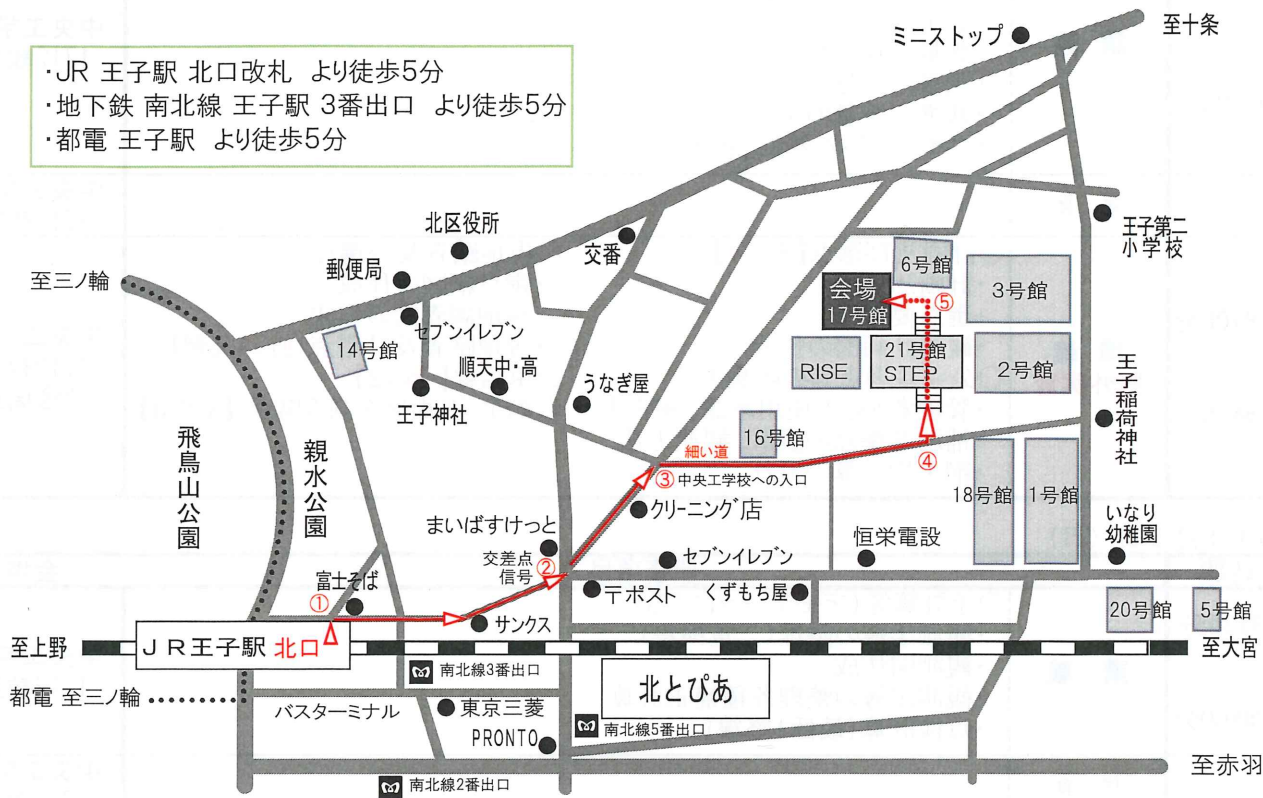 ミニストップ
至十条
・JR 王子駅 北口改札 より徒歩5分
・地下鉄 南北線 王子駅 3番出口 より徒歩5分
・都電 王子駅 より徒歩5分
北区役所
交番
王子第二
小学校
郵便局
6号館
至三ノ輪
会場
17号館
⑤
3号館
セブンイレブン
14号館
順天中・高
RISE
21号館
STEP
2号館
王子神社
うなぎ屋
王子稲荷神社
16号館
飛鳥山公園
親水公園
細い道
③
中央工学校への入口
④
18号館
1号館
クリーニング店
いなり
幼稚園
まいばすけっと
交差点
信号
②
セブンイレブン
恒栄電設
富士そば
①
〒ポスト
くずもち屋
20号館
5号館
サンクス
至上野
JR王子駅 北口
至大宮
南北線3番出口
北とぴあ
都電 至三ノ輪
バスターミナル
東京三菱
PRONTO
南北線5番出口
至赤羽
南北線2番出口